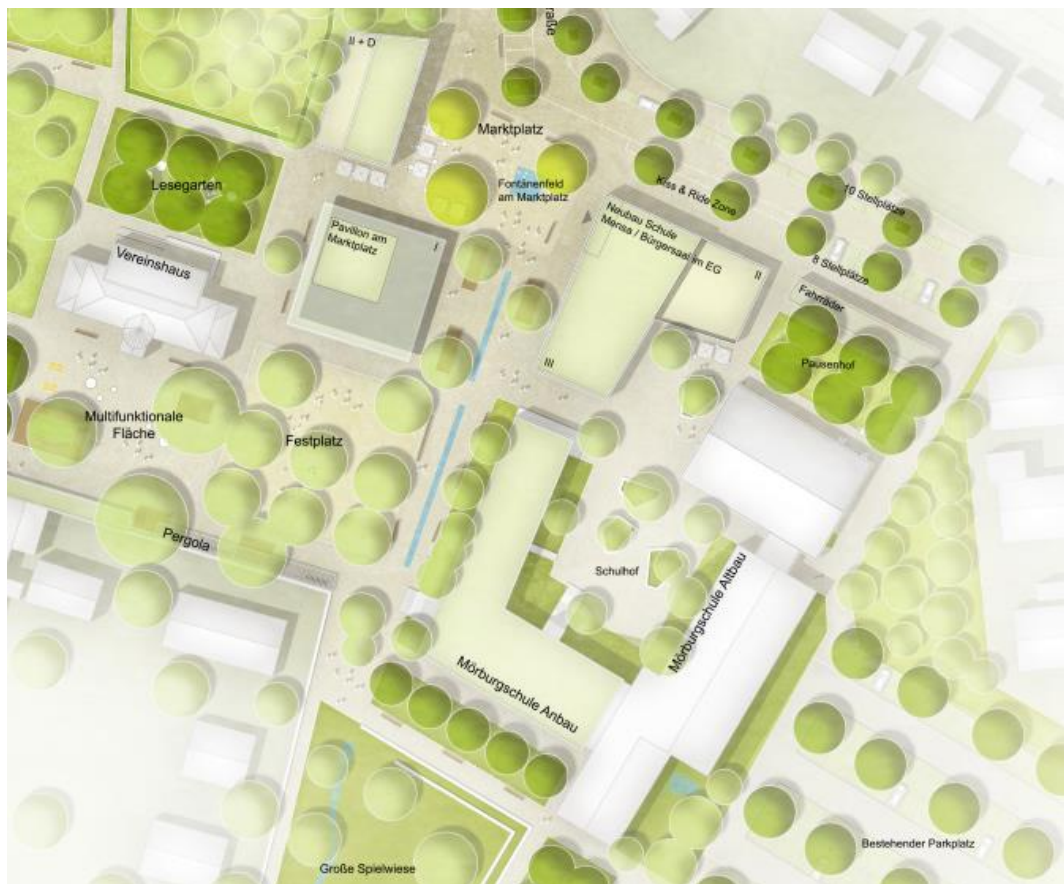 raße
II + D
Marktplatz
Lesegarten
Fontänenfeld
am Marktplatz
Kiss & Ride Zone
10 Stellplätze
Pavillon am
Marktplatz
I
Neubau Schule
Mensa / Bürgersaal im EG
II
III
Vereinshaus
8 Stellplätze
Fahrräder
Pausenhof
Multifunktionale
Fläche
Festplatz
Pergola
Schulhof
Mörburgschule Altbau
Mörburgschule Anbau
Große Spielwiese
Bestehender Parkplatz